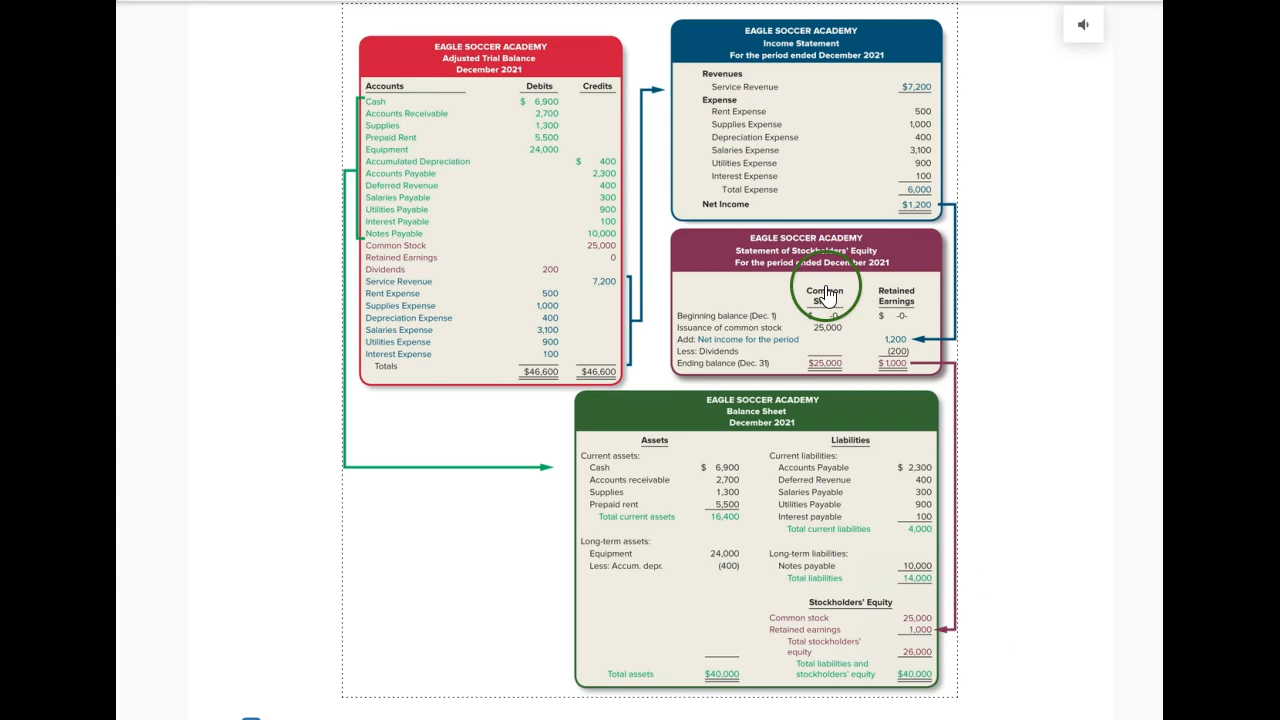 EAGLE SOCCER ACADEMY
Adjusted Trial Balance
December 2021
Accounts Debits Credits
Cash $ 6,900
Accounts Receivable 2,700
Supplies 1,300
Prepaid Rent 5,500
Equipment 24,000
Accumulated Depreciation $ 400
Accounts Payable 2,300
Deferred Revenue 400
Salaries Payable 300
Utilities Payable 900
Interest Payable 100
Notes Payable 10,000
Common Stock 25,000
Retained Earnings 0
Dividends 200
Service Revenue 7,200
Rent Expense 500
Supplies Expense 1,000
Depreciation Expense 400
Salaries Expense 3,100
Utilities Expense 900
Interest Expense 100
Totals $46,600 $46,600
EAGLE SOCCER ACADEMY
Income Statement
For the period ended December 2021
Revenues
Service Revenue $7,200
Expense
Rent Expense 500
Supplies Expense 1,000
Depreciation Expense 400
Salaries Expense 3,100
Utilities Expense 900
Interest Expense 100
Total Expense 6,000
Net Income $1,200
EAGLE SOCCER ACADEMY
Statement of Stockholders' Equity
For the period ended December 2021
Common Retained
Stock Earnings
Beginning balance (Dec. 1) $ -0- $ -0-
Issuance of common stock 25,000
Add: Net income for the period 1,200
Less: Dividends (200)
Ending balance (Dec. 31) $25,000 $ 1,000
EAGLE SOCCER ACADEMY
Balance Sheet
December 2021
Assets Liabilities
Current assets: Current liabilities:
Cash $ 6,900 Accounts Payable $ 2,300
Accounts receivable 2,700 Deferred Revenue 400
Supplies 1,300 Salaries Payable 300
Prepaid rent 5,500 Utilities Payable 900
Total current assets 16,400 Interest payable 100
Total current liabilities 4,000
Long-term assets:
Equipment 24,000 Long-term liabilities:
Less: Accum. depr. (400) Notes payable 10,000
Total liabilities 14,000
Stockholders' Equity
Common stock 25,000
Retained earnings 1,000
Total stockholders'
equity 26,000
Total liabilities and
Total assets $40,000 stockholders' equity $40,000